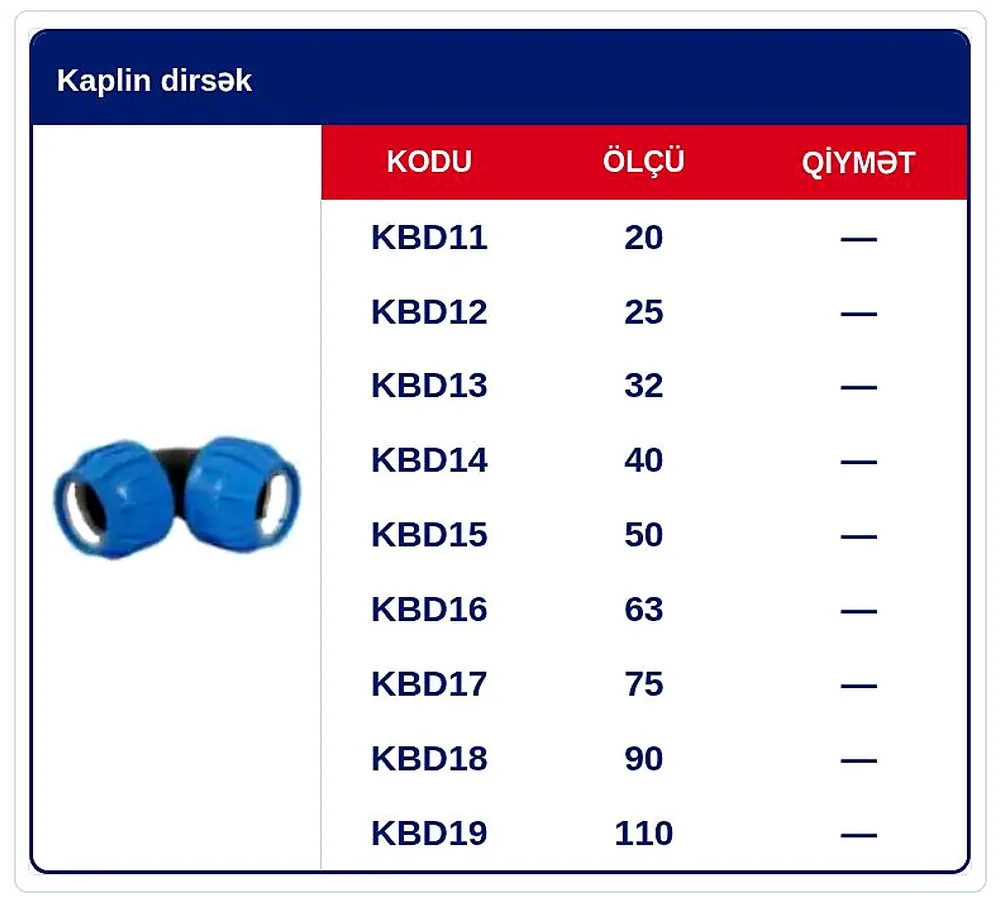 Kaplin dirsək
KODU ÖLÇÜ QİYMƏT
KBD11 20 —
KBD12 25 —
KBD13 32 —
KBD14 40 —
KBD15 50 —
KBD16 63 —
KBD17 75 —
KBD18 90 —
KBD19 110 —